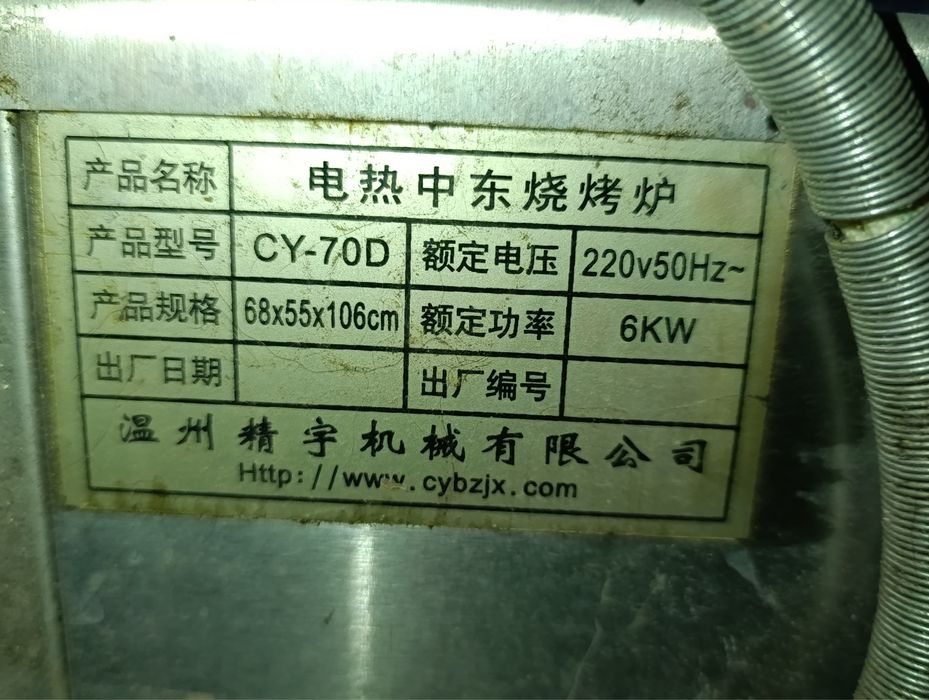 产品名称 电热中东烧烤炉
产品型号 CY-70D 额定电压 220v50Hz~
产品规格 68x55x106cm 额定功率 6KW
出厂日期 出厂编号
温州精宇机械有限公司
Http://www.cybzjx.com